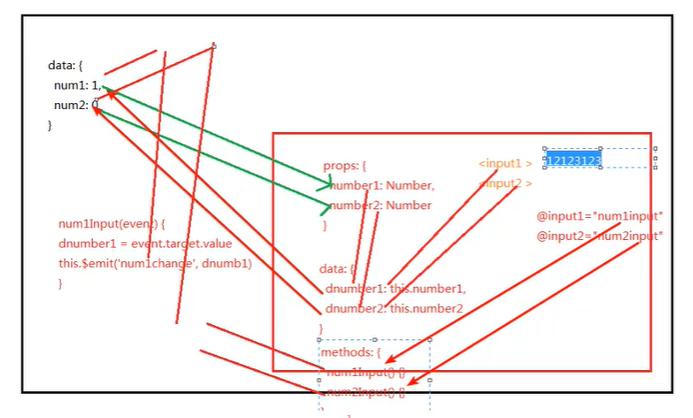 data: {
num1: 1,
num2: 0,
}
props: {
number1: Number,
number2: Number
}
<input1 >
<input2 >
12123123
@input1="num1input"
@input2="num2input"
num1Input(event) {
dnumber1 = event.target.value
this.$emit('num1change', dnumb1)
}
data: {
dnumber1: this.number1,
dnumber2: this.number2
}
methods: {
num1Input() {}
num2Input() {}
}